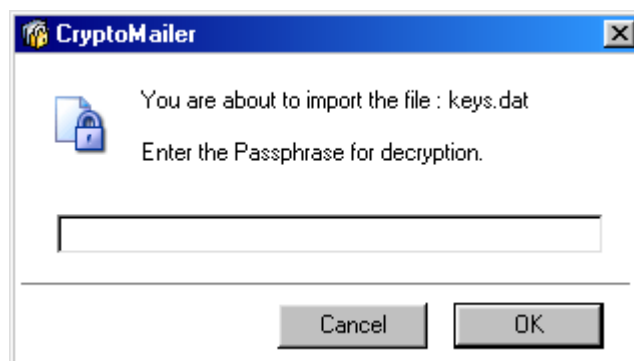 CryptoMailer
You are about to import the file : keys.dat
Enter the Passphrase for decryption.
Cancel
OK